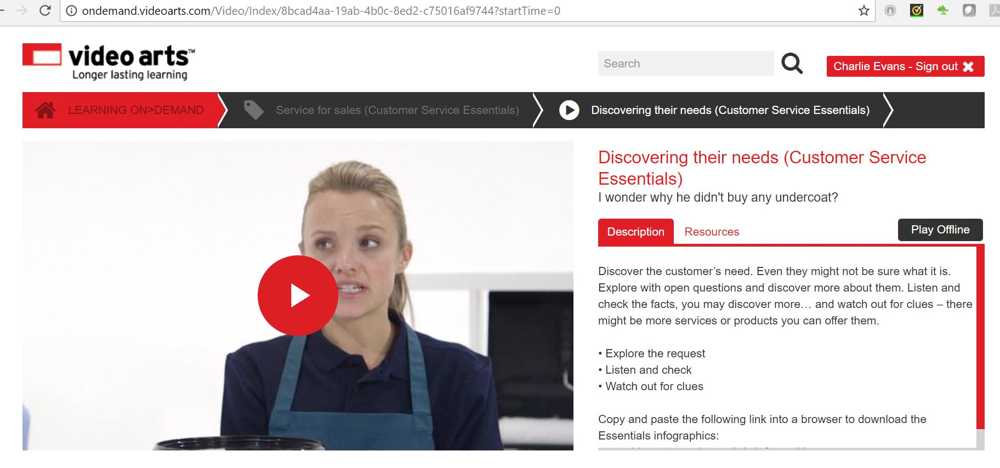 ondemand.videoarts.com/Video/Index/8bcad4aa-19ab-4b0c-8ed2-c75016af9744?startTime=0
video arts™
Longer lasting learning
Search
Charlie Evans - Sign out
LEARNING ON>DEMAND
Service for sales (Customer Service Essentials)
Discovering their needs (Customer Service Essentials)
Discovering their needs (Customer Service
Essentials)
I wonder why he didn't buy any undercoat?
Description
Resources
Play Offline
Discover the customer’s need. Even they might not be sure what it is.
Explore with open questions and discover more about them. Listen and
check the facts, you may discover more… and watch out for clues – there
might be more services or products you can offer them.
• Explore the request
• Listen and check
• Watch out for clues
Copy and paste the following link into a browser to download the
Essentials infographics: